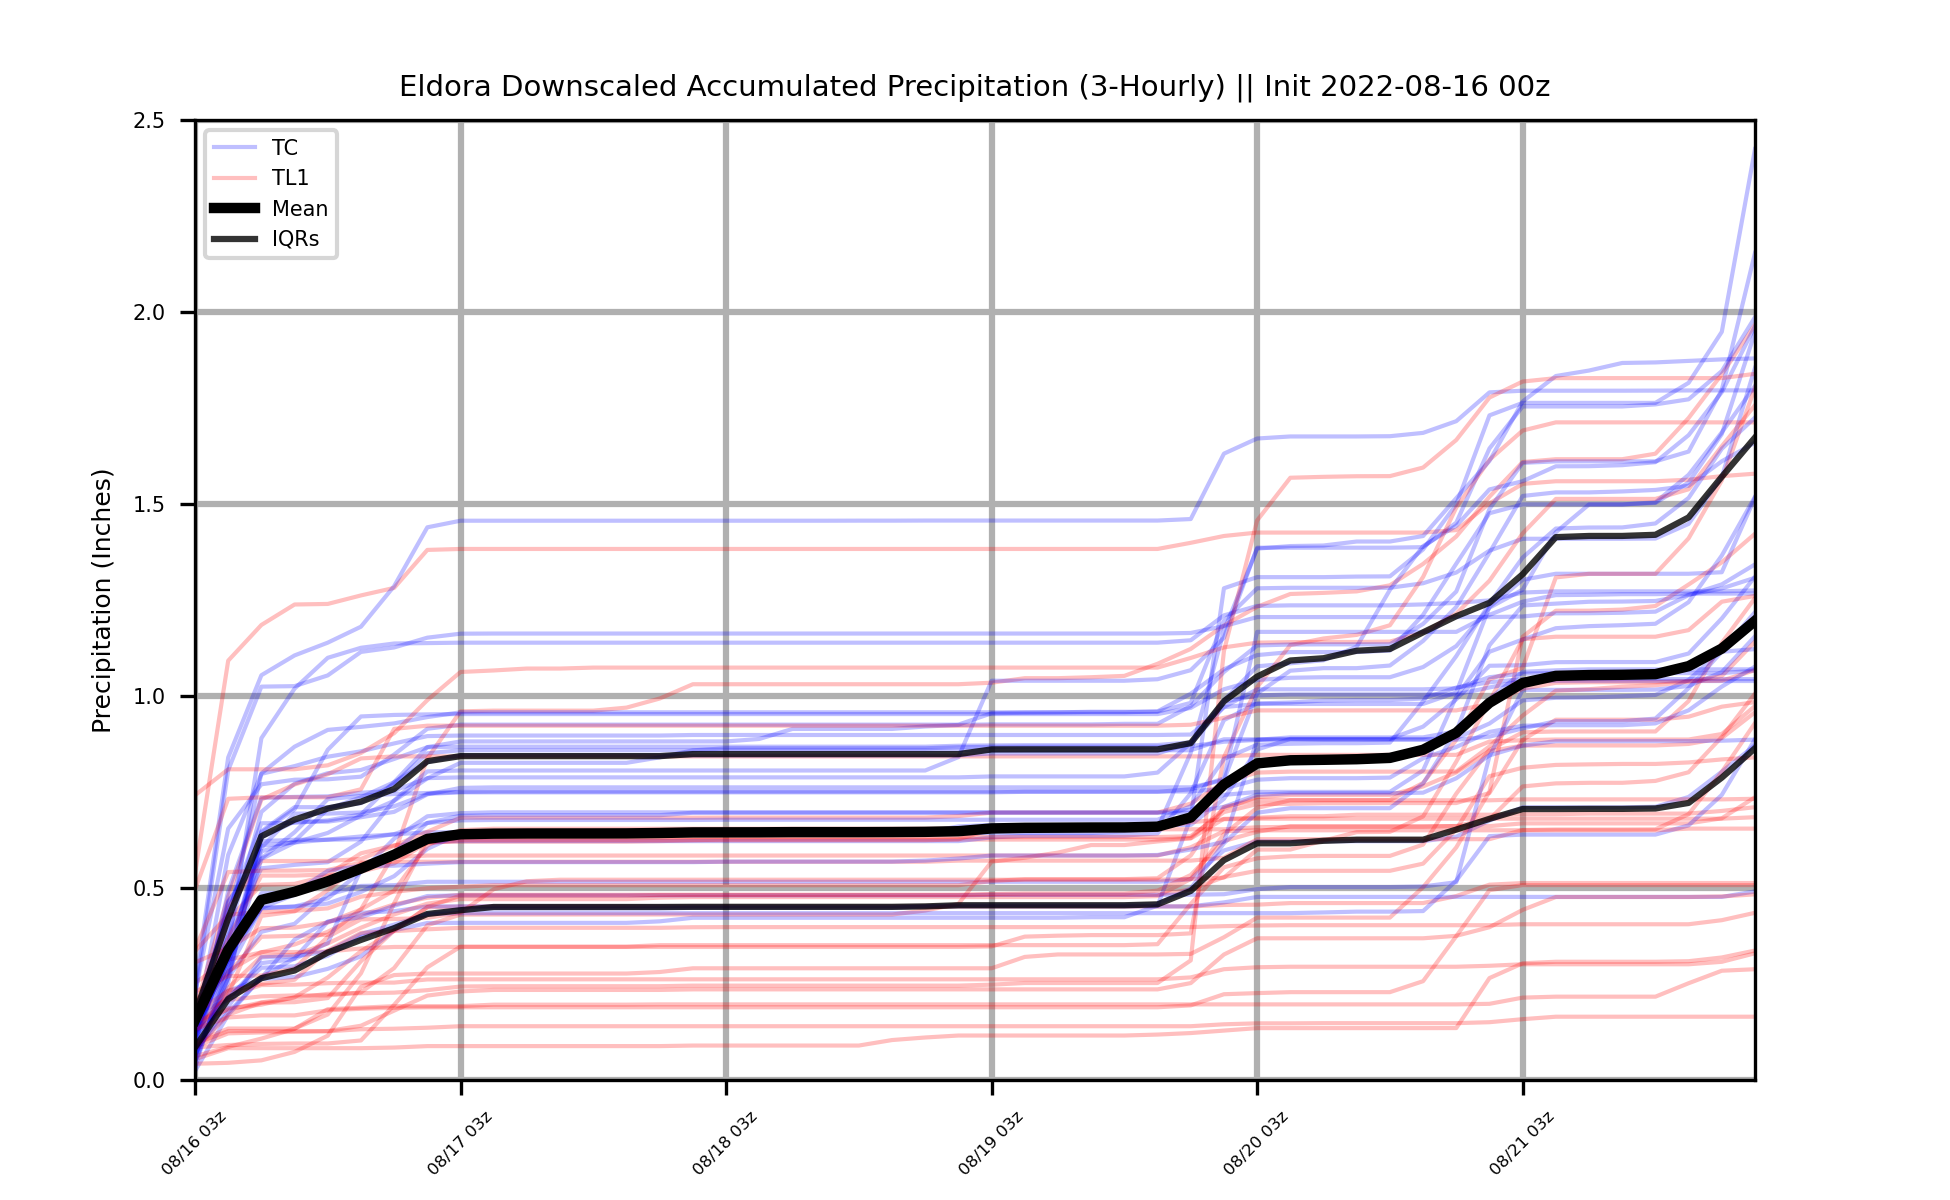 Eldora Downscaled Accumulated Precipitation (3-Hourly) || Init 2022-08-16 00z
Precipitation (Inches)
2.5
2.0
1.5
1.0
0.5
0.0
TC
TL1
Mean
IQRs
08/16 03z
08/17 03z
08/18 03z
08/19 03z
08/20 03z
08/21 03z